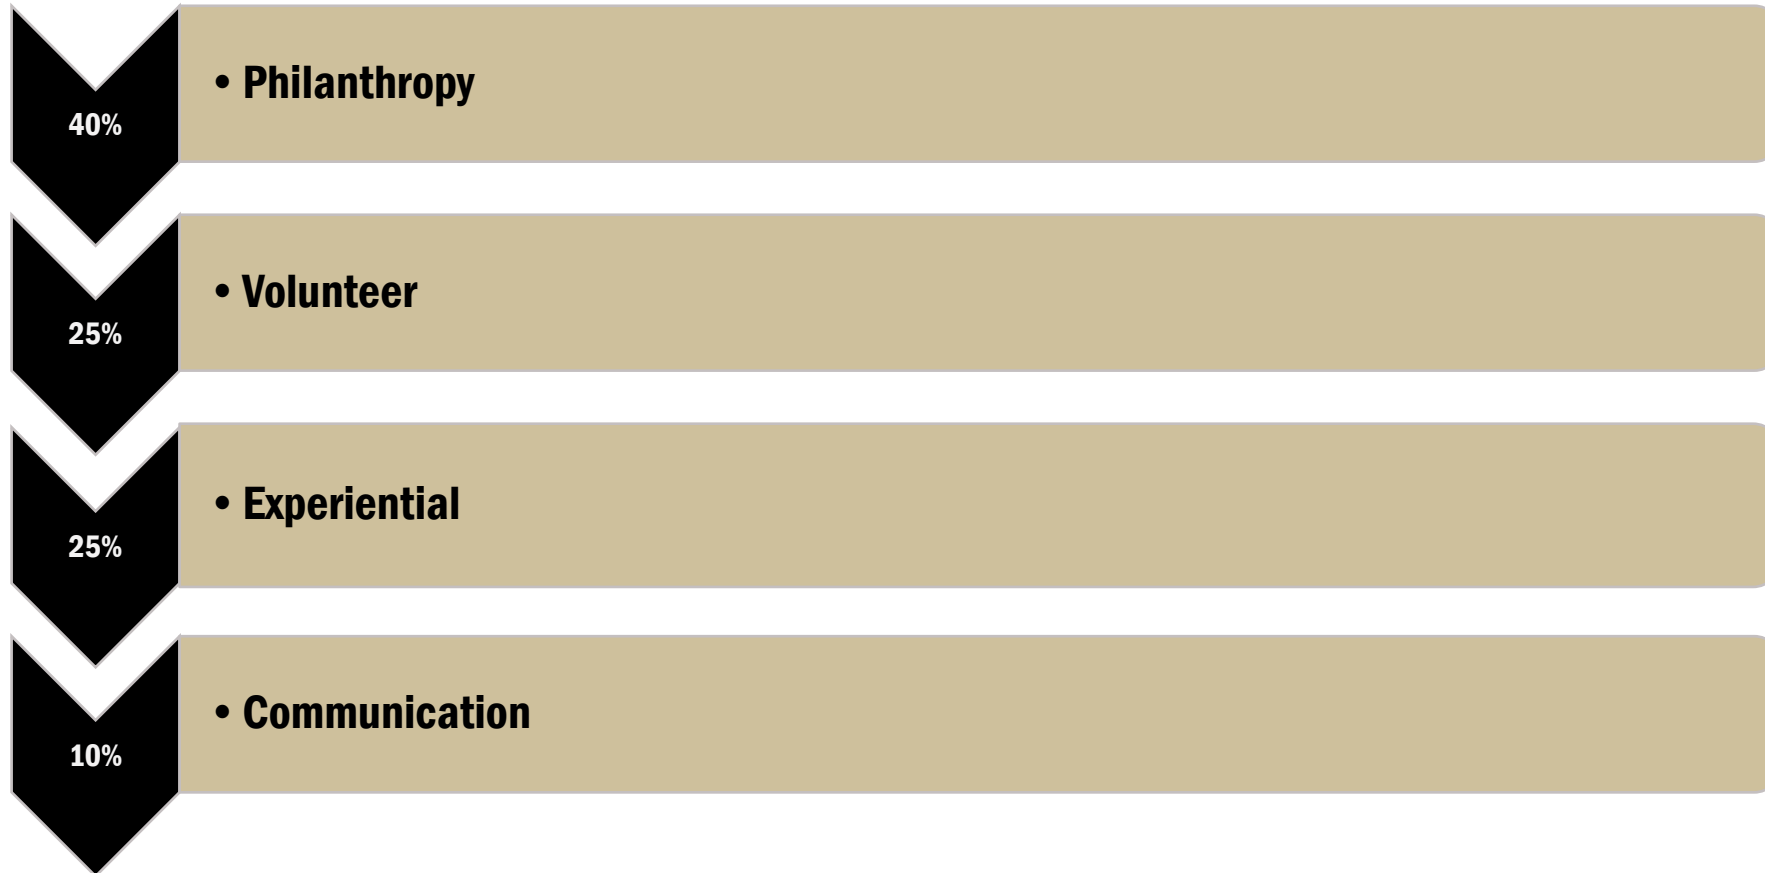 40%
• Philanthropy
25%
• Volunteer
25%
• Experiential
10%
• Communication